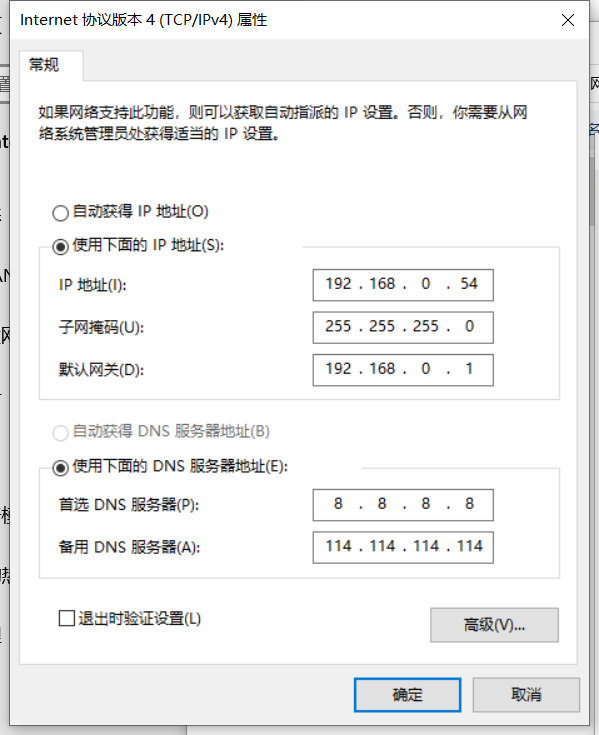 Internet 协议版本 4 (TCP/IPv4) 属性
常规
如果网络支持此功能，则可以获取自动指派的 IP 设置。否则，你需要从网
络系统管理员处获得适当的 IP 设置。
自动获得 IP 地址(O)
使用下面的 IP 地址(S):
IP 地址(I):
192 . 168 . 0 . 54
子网掩码(U):
255 . 255 . 255 . 0
默认网关(D):
192 . 168 . 0 . 1
自动获得 DNS 服务器地址(B)
使用下面的 DNS 服务器地址(E):
首选 DNS 服务器(P):
8 . 8 . 8 . 8
备用 DNS 服务器(A):
114 . 114 . 114 . 114
退出时验证设置(L)
高级(V)...
确定
取消